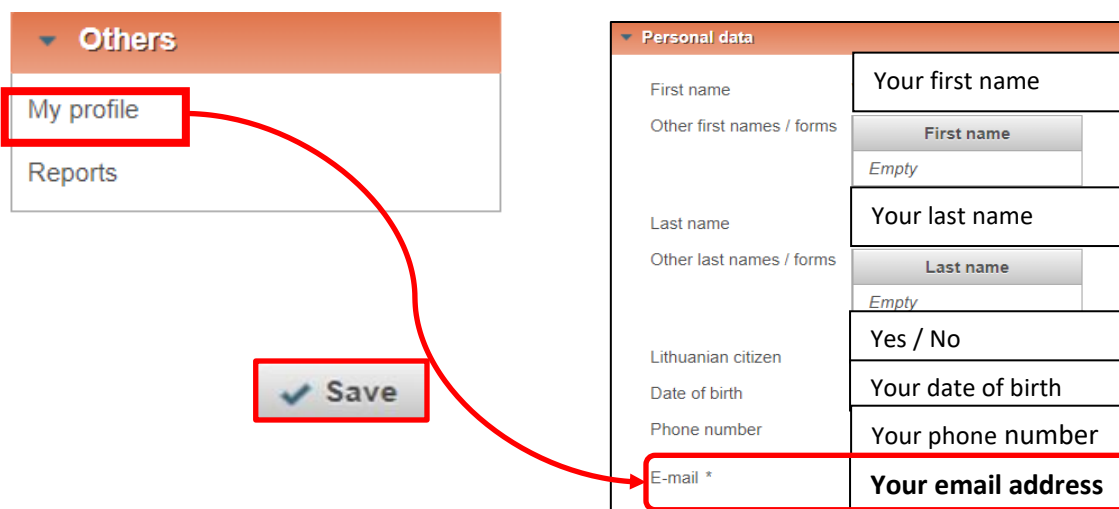 Others
My profile
Reports
Save
Personal data
First name
Your first name
Other first names / forms
First name
Empty
Last name
Your last name
Other last names / forms
Last name
Empty
Lithuanian citizen
Yes / No
Date of birth
Your date of birth
Phone number
Your phone number
E-mail *
Your email address